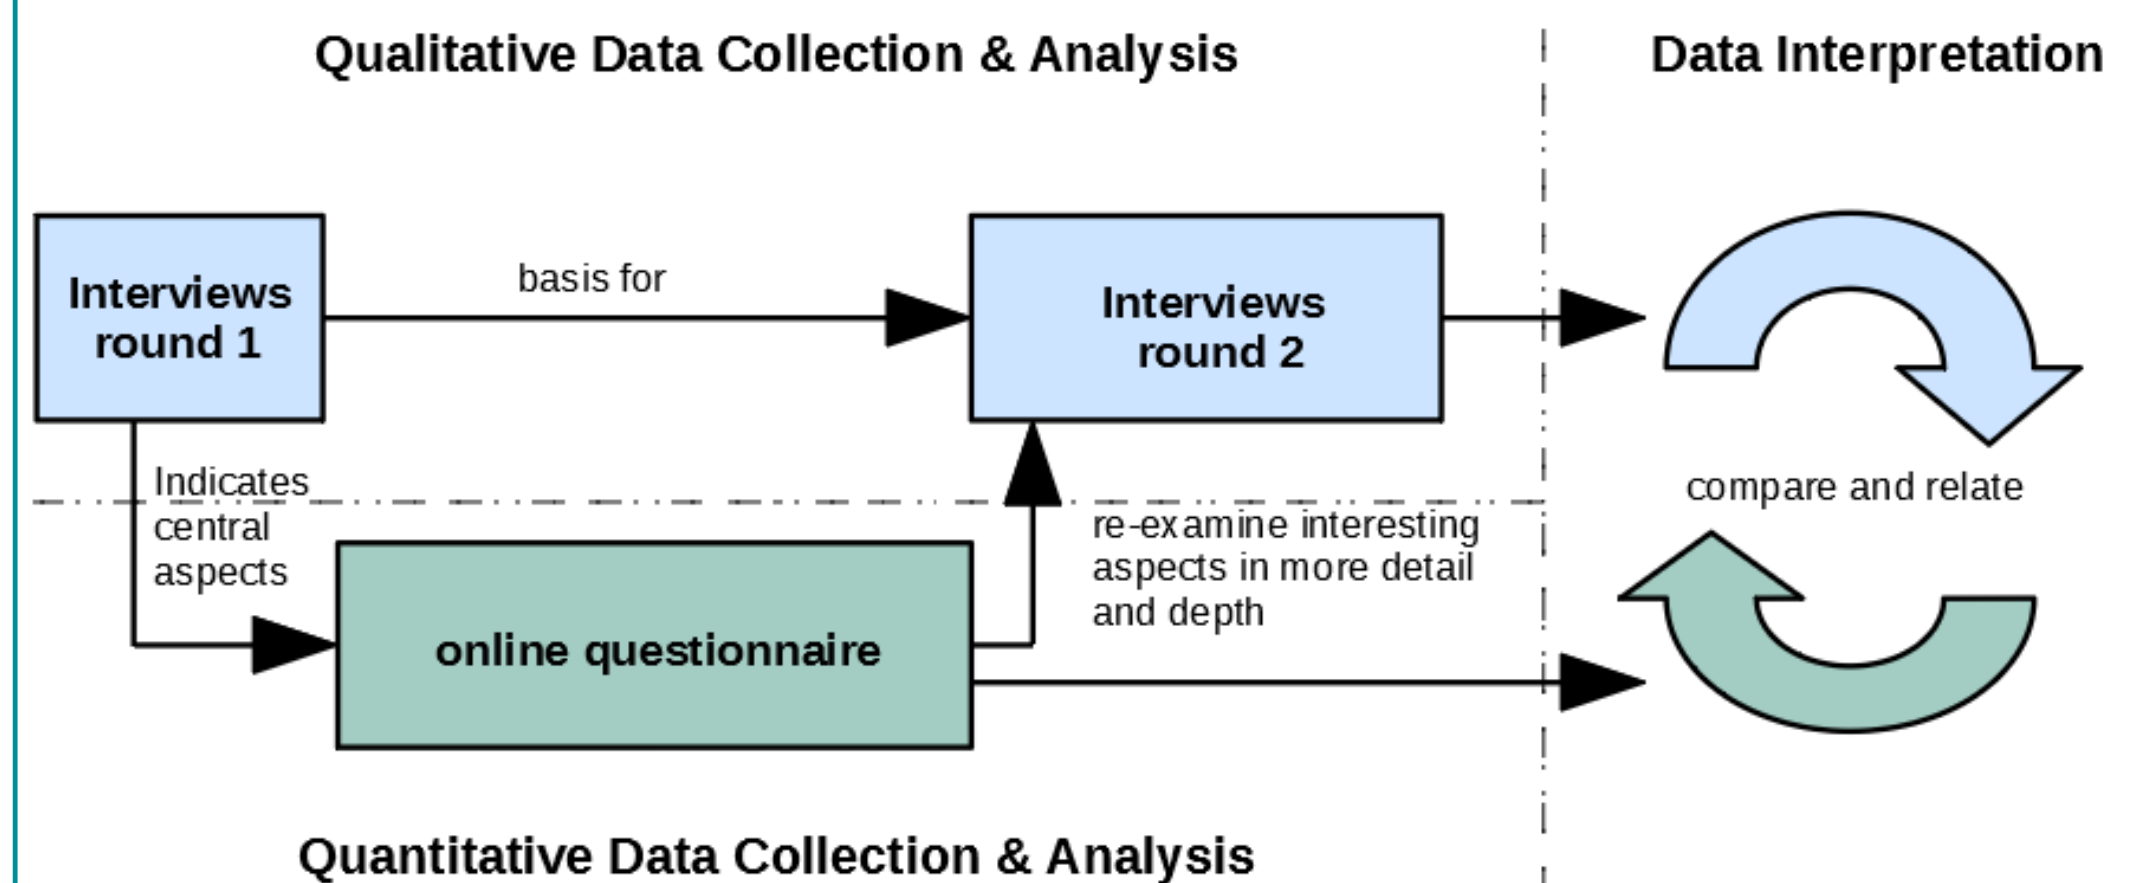 Qualitative Data Collection & Analysis
Data Interpretation
Interviews
round 1
basis for
Interviews
round 2
Indicates
central
aspects
compare and relate
re-examine interesting
aspects in more detail
and depth
online questionnaire
Quantitative Data Collection & Analysis